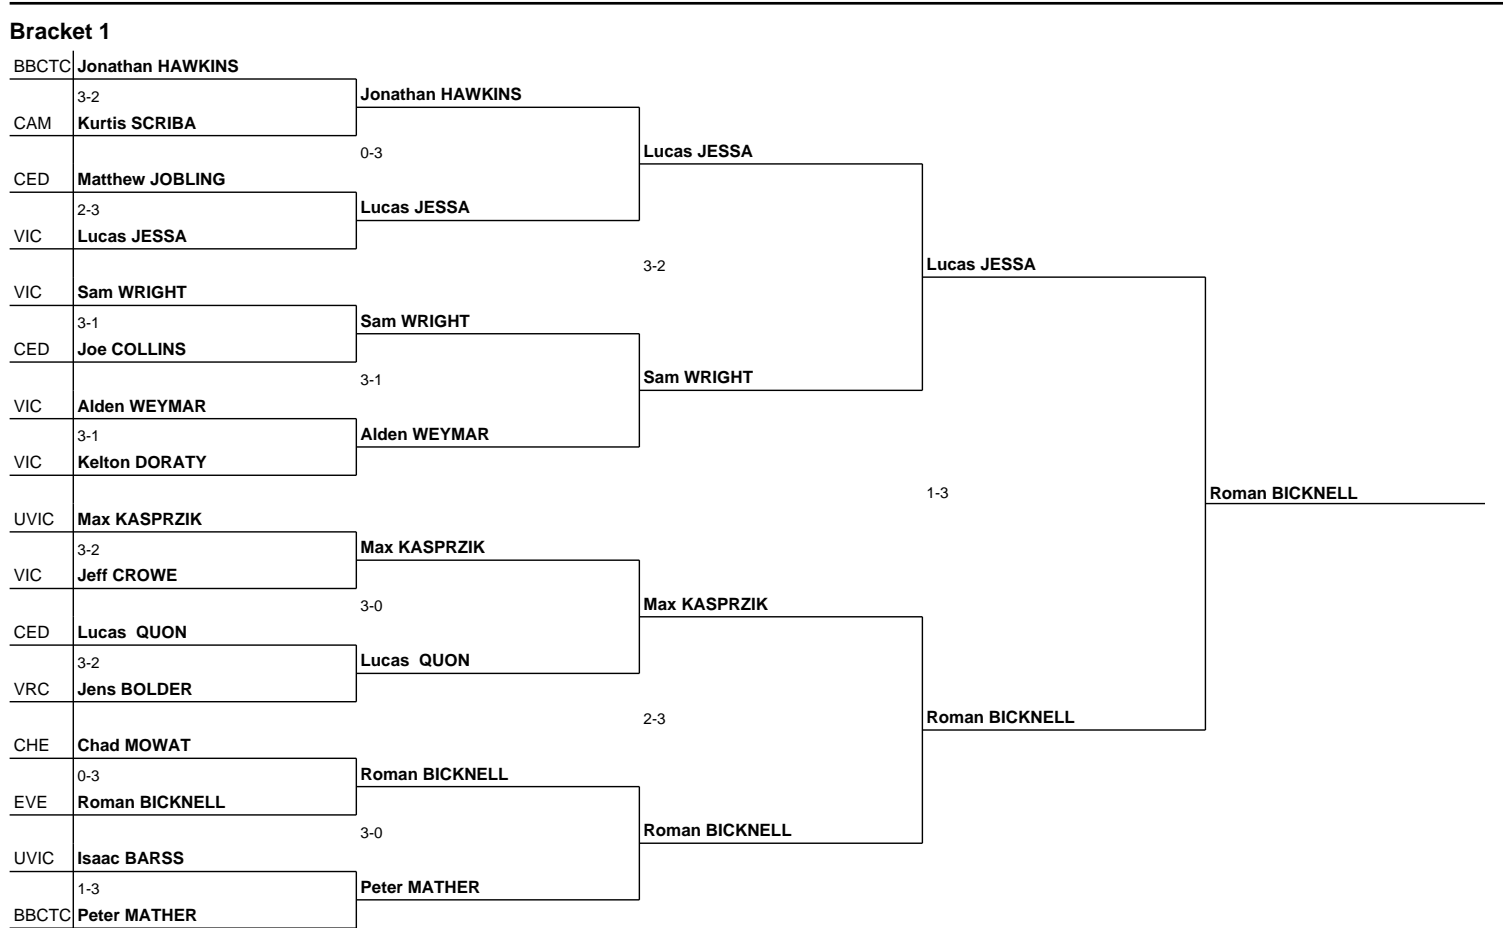 Bracket 1
BBCTC Jonathan HAWKINS
3-2 Jonathan HAWKINS
CAM Kurtis SCRIBA
0-3 Lucas JESSA
CED Matthew JOBLING
2-3 Lucas JESSA
VIC Lucas JESSA
3-2 Lucas JESSA
VIC Sam WRIGHT
3-1 Sam WRIGHT
CED Joe COLLINS
3-1 Sam WRIGHT
VIC Alden WEYMAR
3-1 Alden WEYMAR
VIC Kelton DORATY
1-3 Roman BICKNELL
UVIC Max KASPRZIK
3-2 Max KASPRZIK
VIC Jeff CROWE
3-0 Max KASPRZIK
CED Lucas  QUON
3-2 Lucas  QUON
VRC Jens BOLDER
2-3 Roman BICKNELL
CHE Chad MOWAT
0-3 Roman BICKNELL
EVE Roman BICKNELL
3-0 Roman BICKNELL
UVIC Isaac BARSS
1-3 Peter MATHER
BBCTC Peter MATHER